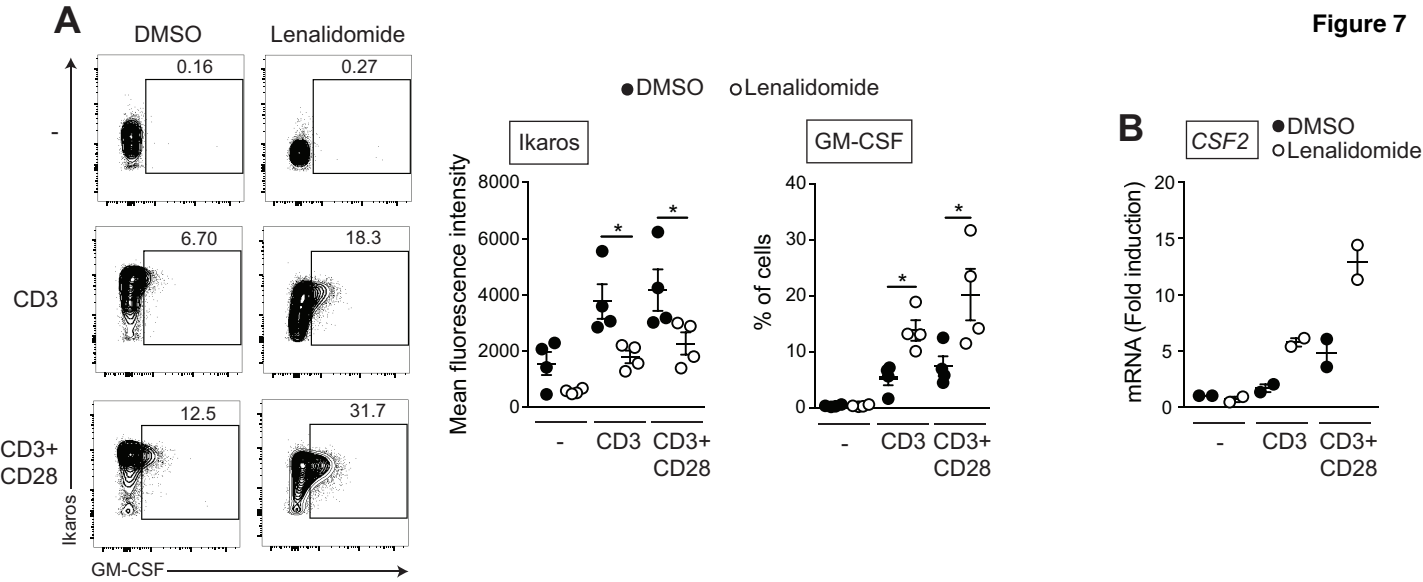 Figure 7
A
DMSO Lenalidomide
0.16 0.27
-
6.70 18.3
CD3
12.5 31.7
CD3+
CD28
Ikaros
GM-CSF
DMSO Lenalidomide
Ikaros
Mean fluorescence intensity
8000
6000
4000
2000
0
* *
- CD3 CD3+
CD28
GM-CSF
% of cells
40
30
20
10
0
* *
- CD3 CD3+
CD28
B
CSF2
DMSO
Lenalidomide
mRNA (Fold induction)
20
15
10
5
0
- CD3 CD3+
CD28